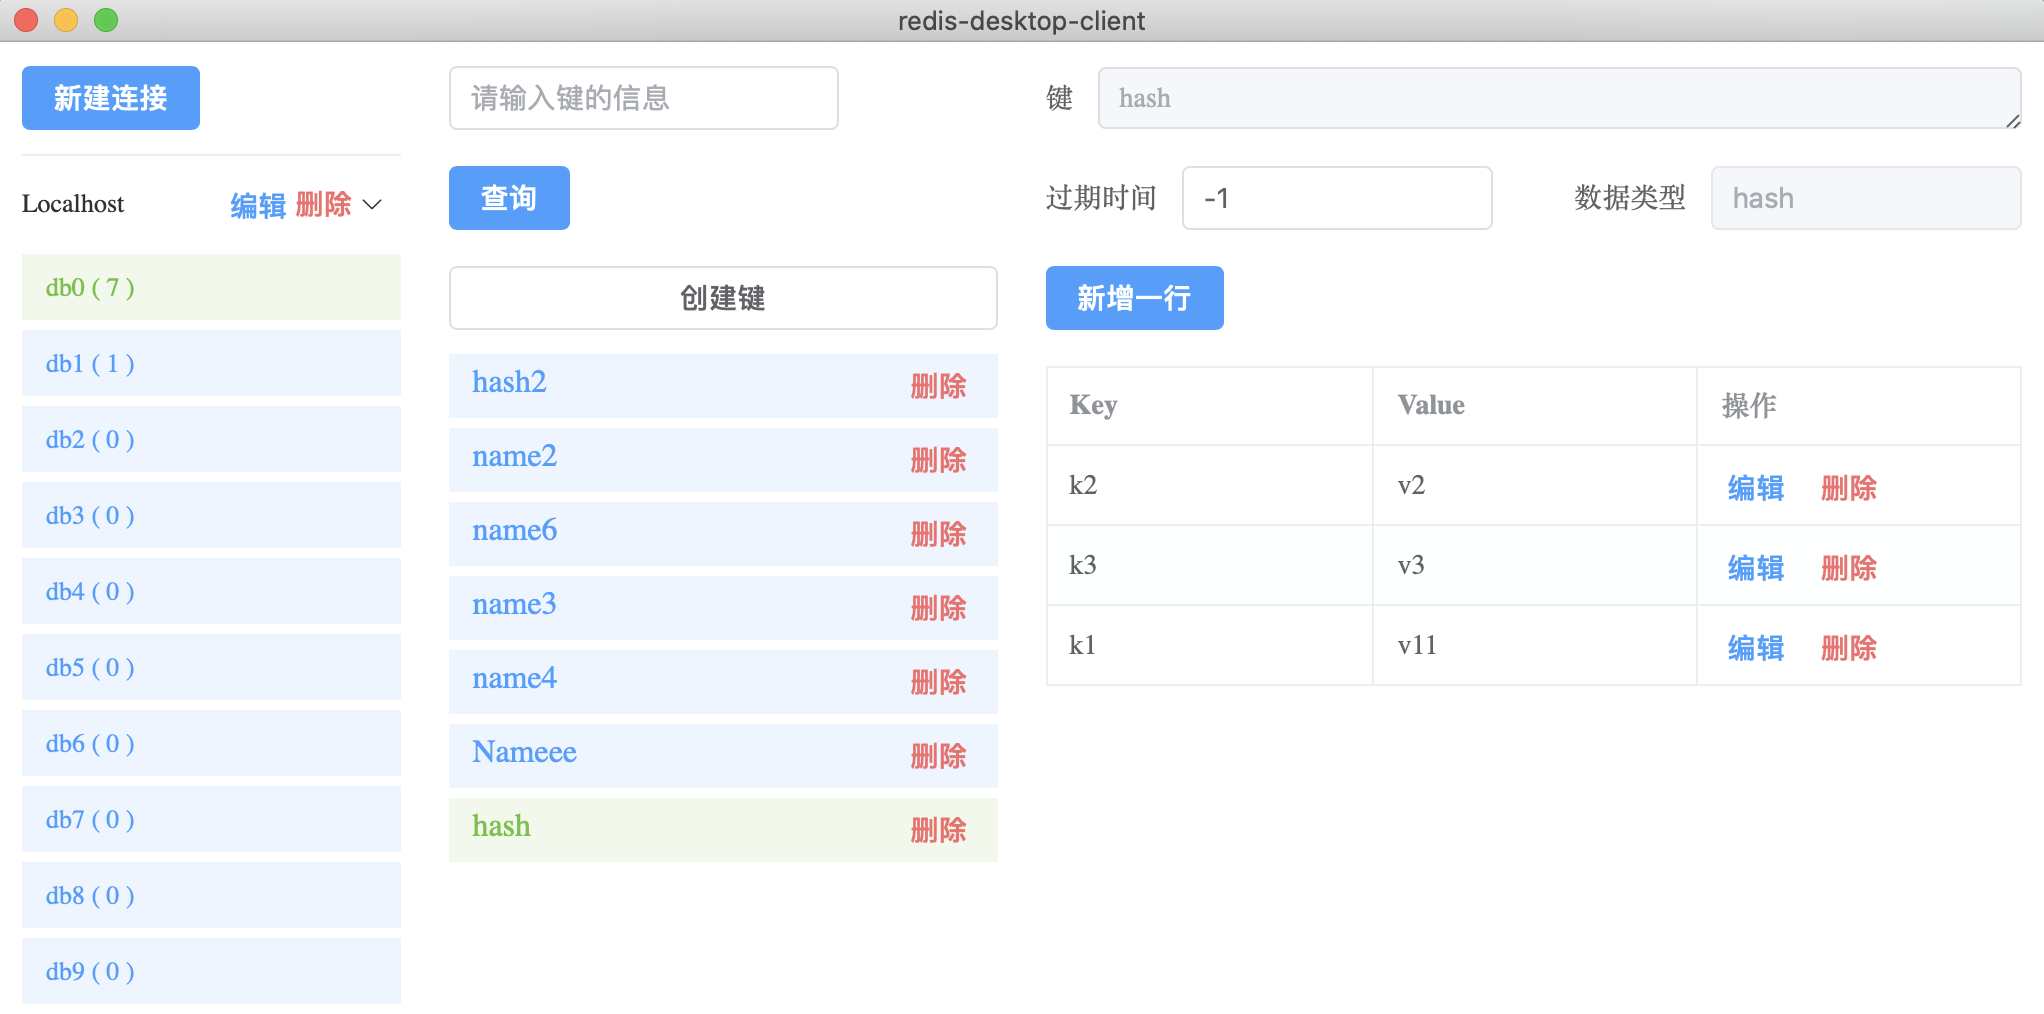 redis-desktop-client
新建连接
Localhost 编辑 删除
db0 ( 7 )
db1 ( 1 )
db2 ( 0 )
db3 ( 0 )
db4 ( 0 )
db5 ( 0 )
db6 ( 0 )
db7 ( 0 )
db8 ( 0 )
db9 ( 0 )
请输入键的信息
查询
创建键
hash2 删除
name2 删除
name6 删除
name3 删除
name4 删除
Nameee 删除
hash 删除
键 hash
过期时间 -1 数据类型 hash
新增一行
Key Value 操作
k2 v2 编辑 删除
k3 v3 编辑 删除
k1 v11 编辑 删除